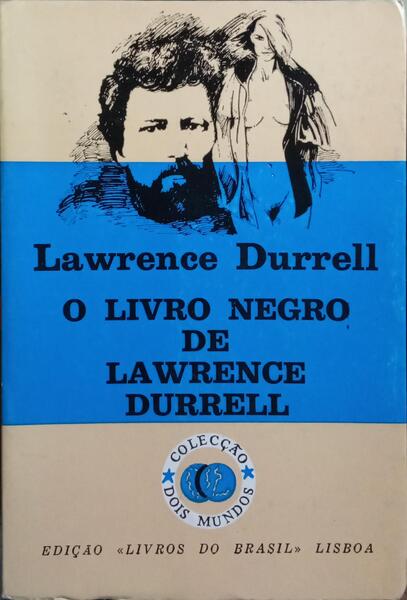 Lawrence Durrell
O LIVRO NEGRO
DE
LAWRENCE
DURRELL
COLECÇÃO
DOIS MUNDOS
EDIÇÃO «LIVROS DO BRASIL» LISBOA